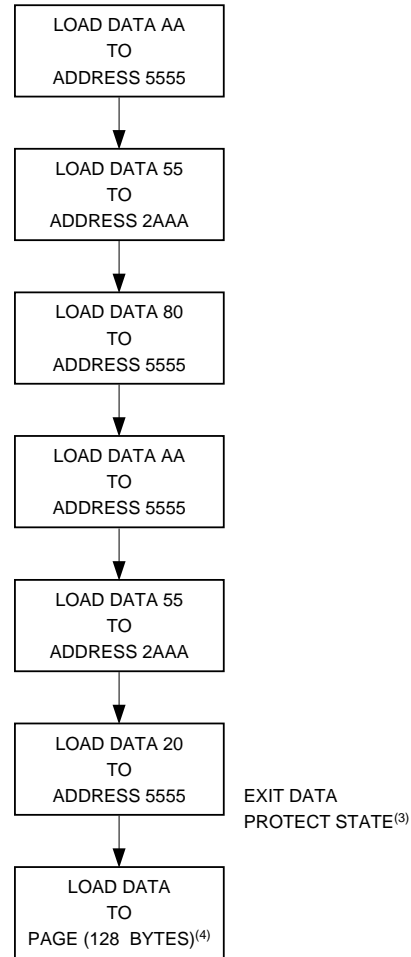 LOAD DATA AA
TO
ADDRESS 5555
LOAD DATA 55
TO
ADDRESS 2AAA
LOAD DATA 80
TO
ADDRESS 5555
LOAD DATA AA
TO
ADDRESS 5555
LOAD DATA 55
TO
ADDRESS 2AAA
LOAD DATA 20
TO
ADDRESS 5555
EXIT DATA
PROTECT STATE(3)
LOAD DATA
TO
PAGE (128 BYTES)(4)